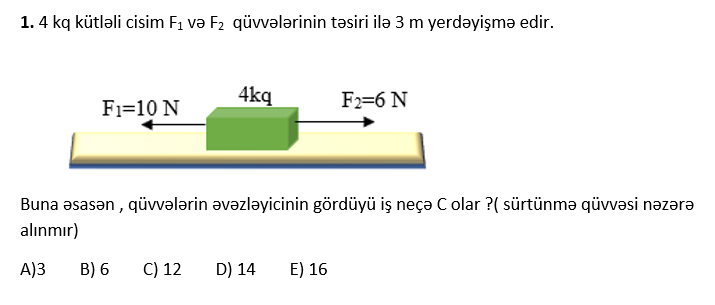 1. 4 kq kütləli cisim F₁ və F₂ qüvvələrinin təsiri ilə 3 m yerdəyişmə edir.
4kq
F₁=10 N
F₂=6 N
Buna əsasən , qüvvələrin əvəzləyicinin gördüyü iş neçə C olar ?( sürtünmə qüvvəsi nəzərə
alınmır)
A)3 B) 6 C) 12 D) 14 E) 16